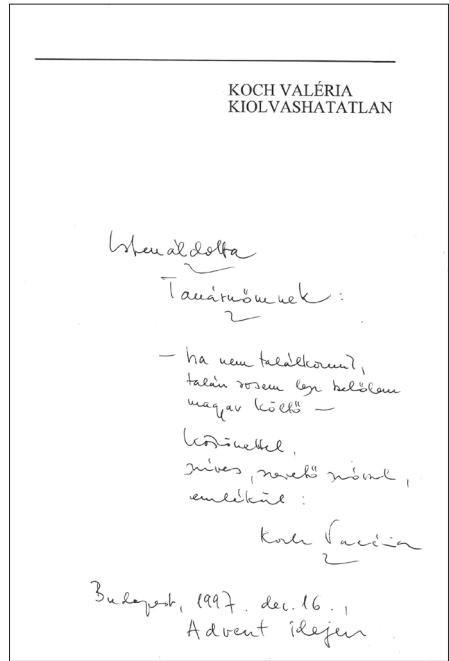 KOCH VALÉRIA
KIOLVASHATATLAN
Istenáldotta
Tanárnőmnek:
– ha nem találkozunk,
talán sosem lesz belőlem
magyar költő –
Köszönettel,
szíves, szerető szóval,
emlékül:
Koch Valéria
Budapest, 1997. dec. 16.,
Advent idején